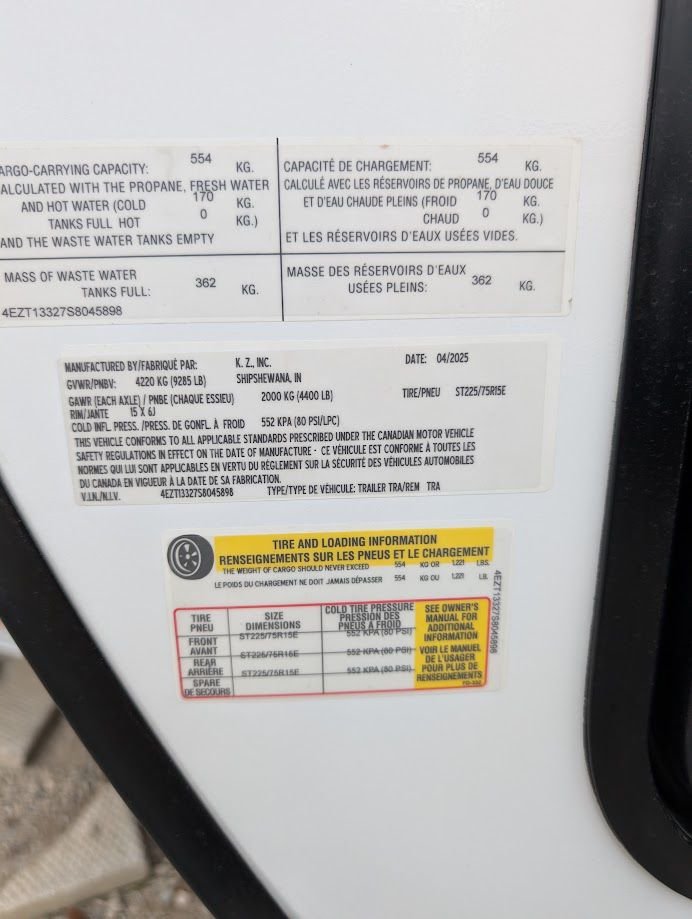 ARGO-CARRYING CAPACITY: 554 KG.
CALCULATED WITH THE PROPANE, FRESH WATER
AND HOT WATER (COLD 170 KG.
TANKS FULL HOT 0 KG.)
AND THE WASTE WATER TANKS EMPTY
MASS OF WASTE WATER
TANKS FULL: 362 KG.
4EZT13327S8045898
CAPACITÉ DE CHARGEMENT: 554 KG.
CALCULÉ AVEC LES RÉSERVOIRS DE PROPANE, D'EAU DOUCE
ET D'EAU CHAUDE PLEINS (FROID 170 KG.
CHAUD 0 KG.)
ET LES RÉSERVOIRS D'EAUX USÉES VIDES.
MASSE DES RÉSERVOIRS D'EAUX
USÉES PLEINS: 362 KG.
MANUFACTURED BY/FABRIQUÉ PAR: K. Z., INC. DATE: 04/2025
GVWR/PNBV: 4220 KG (9285 LB) SHIPSHEWANA, IN
GAWR (EACH AXLE) / PNBE (CHAQUE ESSIEU) 2000 KG (4400 LB) TIRE/PNEU ST225/75R15E
RIM/JANTE 15 X 6J
COLD INFL. PRESS. /PRESS. DE GONFL. À FROID 552 KPA (80 PSI/LPC)
THIS VEHICLE CONFORMS TO ALL APPLICABLE STANDARDS PRESCRIBED UNDER THE CANADIAN MOTOR VEHICLE
SAFETY REGULATIONS IN EFFECT ON THE DATE OF MANUFACTURE - CE VÉHICULE EST CONFORME À TOUTES LES
NORMES QUI LUI SONT APPLICABLES EN VERTU DU RÈGLEMENT SUR LA SÉCURITÉ DES VÉHICULES AUTOMOBILES
DU CANADA EN VIGUEUR À LA DATE DE SA FABRICATION.
V.I.N./N.I.V. 4EZT13327S8045898 TYPE/TYPE DE VÉHICULE: TRAILER TRA/REM TRA
TIRE AND LOADING INFORMATION
RENSEIGNEMENTS SUR LES PNEUS ET LE CHARGEMENT
THE WEIGHT OF CARGO SHOULD NEVER EXCEED 554 KG OR 1,221 LBS.
LE POIDS DU CHARGEMENT NE DOIT JAMAIS DÉPASSER 554 KG OU 1,221 LB.
4EZT13327S8045898
TIRE
PNEU
SIZE
DIMENSIONS
COLD TIRE PRESSURE
PRESSION DES
PNEUS À FROID
FRONT
AVANT
ST225/75R15E
552 KPA (80 PSI)
REAR
ARRIÈRE
ST225/75R15E
552 KPA (80 PSI)
SPARE
DE SECOURS
ST225/75R15E
552 KPA (80 PSI)
SEE OWNER'S
MANUAL FOR
ADDITIONAL
INFORMATION
VOIR LE MANUEL
DE L'USAGER
POUR PLUS DE
RENSEIGNEMENTS